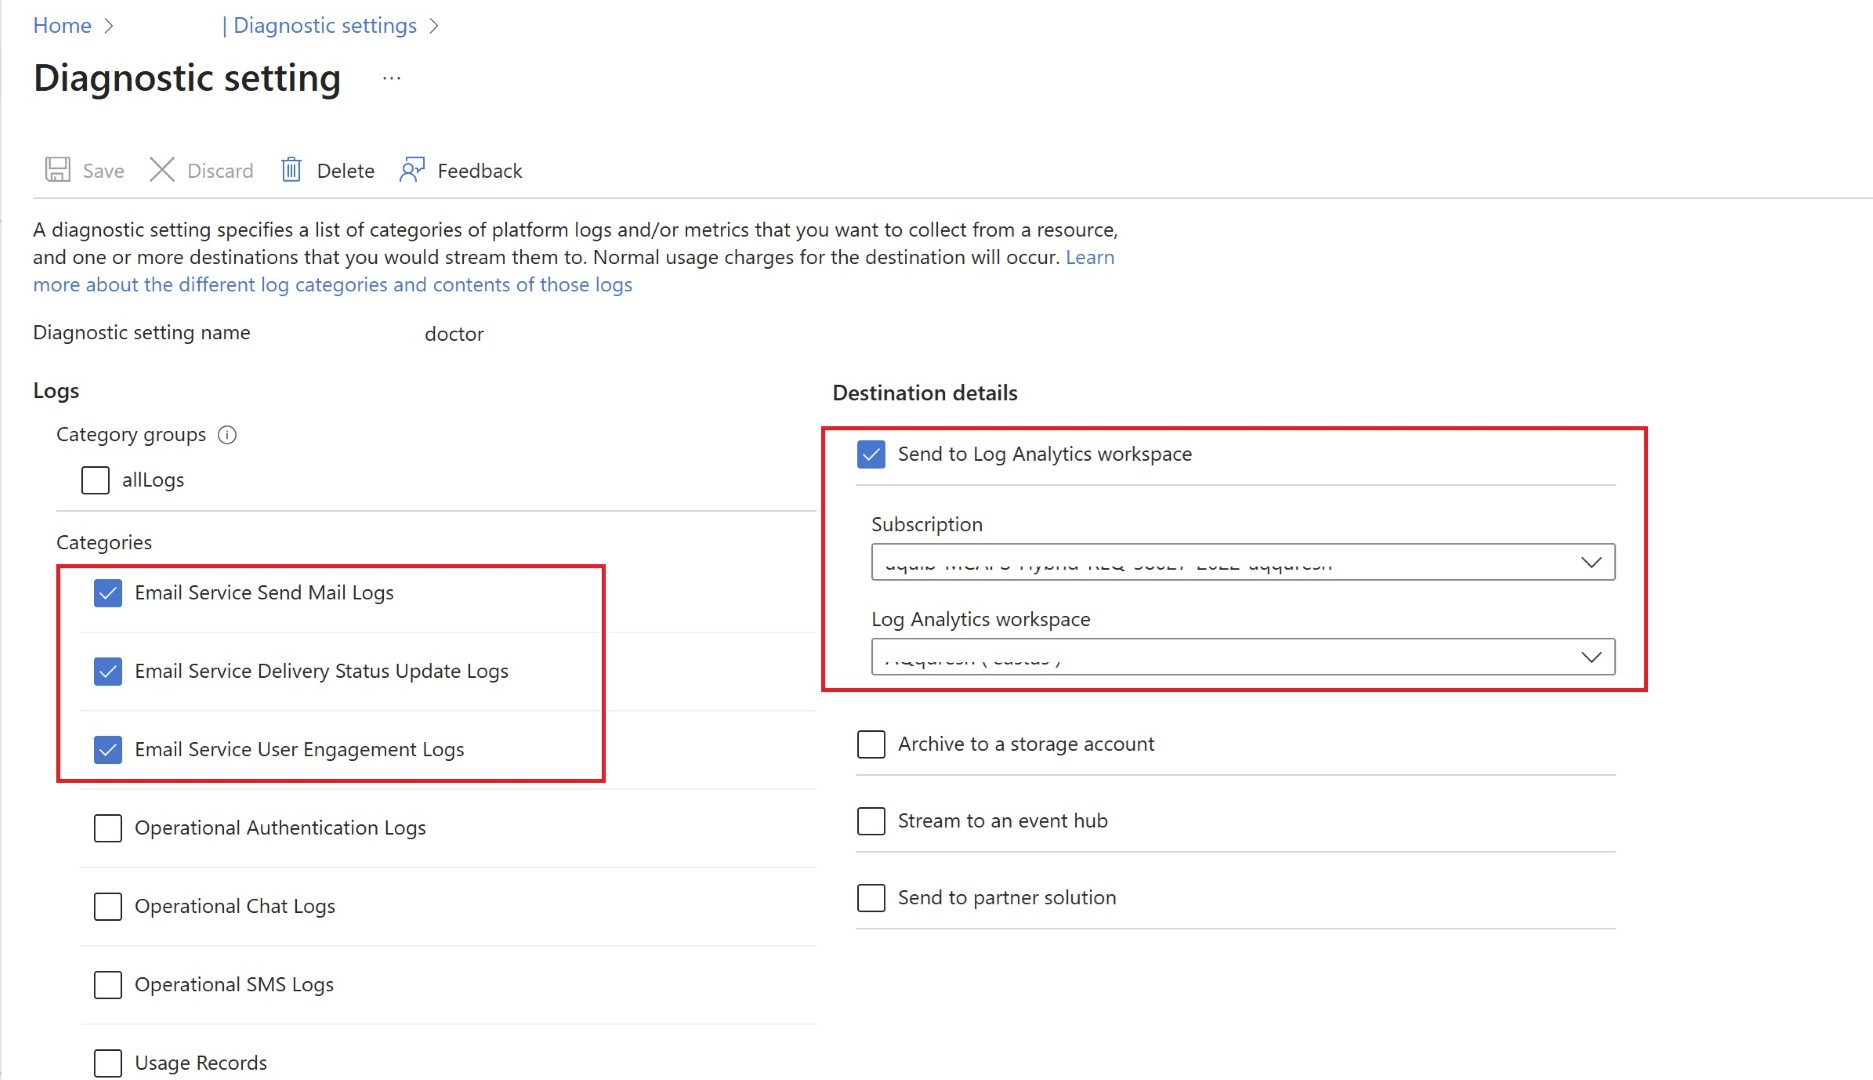 Home > | Diagnostic settings >
Diagnostic setting ...
Save Discard Delete Feedback
A diagnostic setting specifies a list of categories of platform logs and/or metrics that you want to collect from a resource,
and one or more destinations that you would stream them to. Normal usage charges for the destination will occur. Learn
more about the different log categories and contents of those logs
Diagnostic setting name doctor
Logs
Category groups
allLogs
Categories
Email Service Send Mail Logs
Email Service Delivery Status Update Logs
Email Service User Engagement Logs
Operational Authentication Logs
Operational Chat Logs
Operational SMS Logs
Usage Records
Destination details
Send to Log Analytics workspace
Subscription
Log Analytics workspace
Archive to a storage account
Stream to an event hub
Send to partner solution